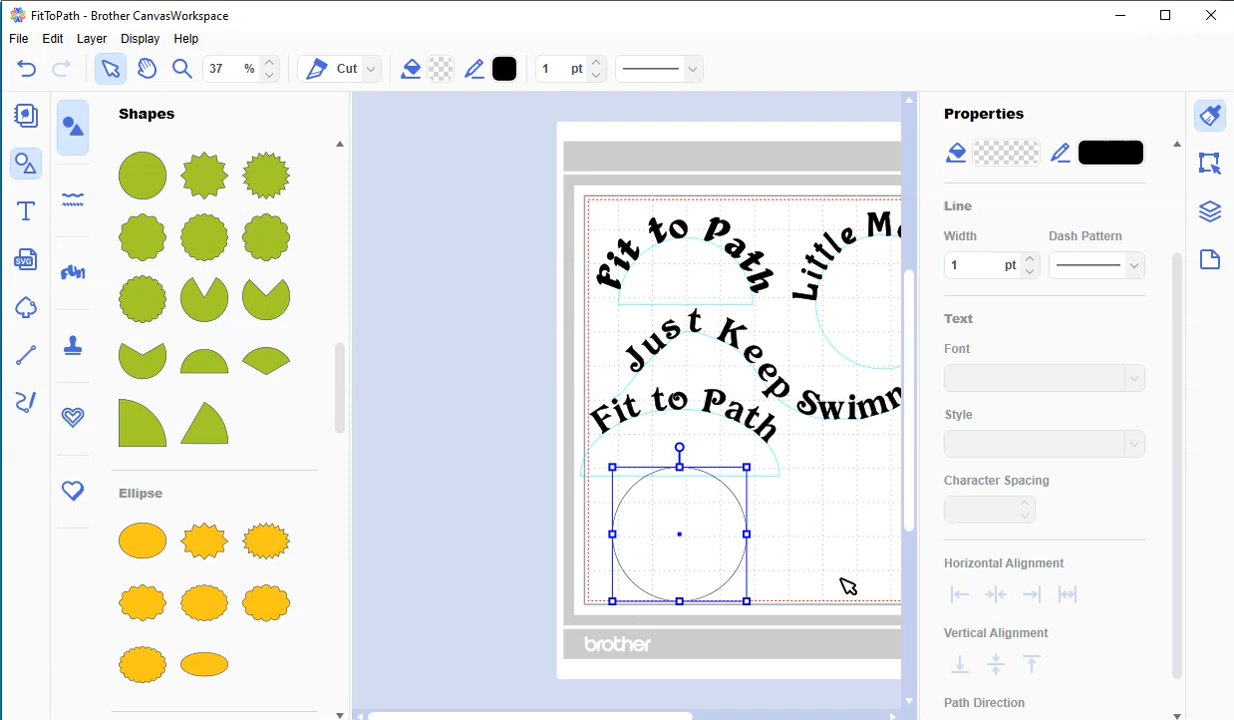 FitToPath - Brother CanvasWorkspace
File Edit Layer Display Help
37 % Cut 1 pt
Shapes
Ellipse
SVG
Fun
Fit to Path
Little M
Just Keep Swimm
Fit to Path
brother
Properties
Line
Width Dash Pattern
1 pt
Text
Font
Style
Character Spacing
Horizontal Alignment
Vertical Alignment
Path Direction